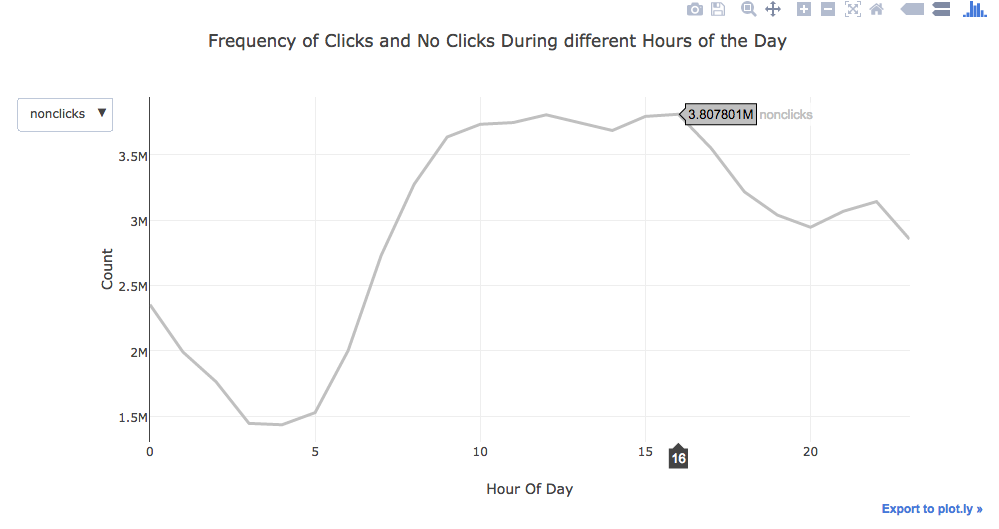 Frequency of Clicks and No Clicks During different Hours of the Day
nonclicks ▼
3.807801M nonclicks
3.5M
3M
2.5M
2M
1.5M
Count
0 5 10 15 20
16
Hour Of Day
Export to plot.ly »